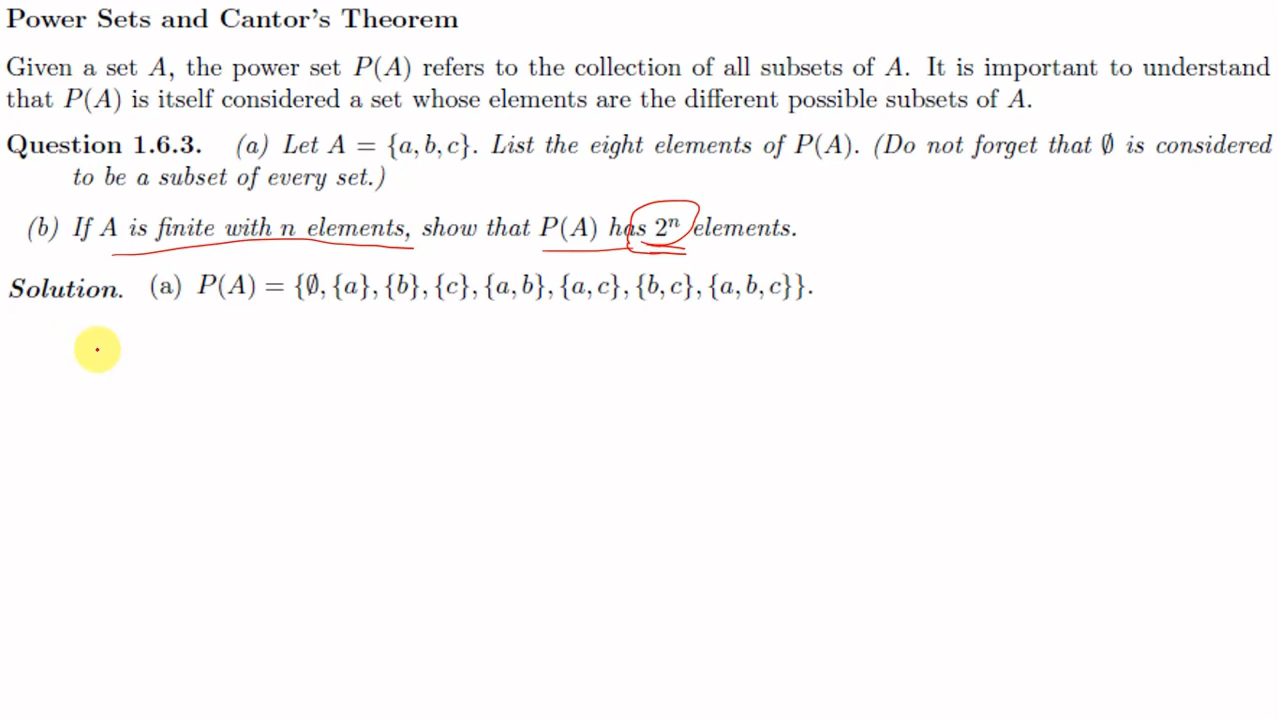 Power Sets and Cantor's Theorem
Given a set A, the power set P(A) refers to the collection of all subsets of A. It is important to understand
that P(A) is itself considered a set whose elements are the different possible subsets of A.
Question 1.6.3. (a) Let A = {a, b, c}. List the eight elements of P(A). (Do not forget that ∅ is considered
to be a subset of every set.)
(b) If A is finite with n elements, show that P(A) has 2ⁿ elements.
Solution. (a) P(A) = {∅, {a}, {b}, {c}, {a, b}, {a, c}, {b, c}, {a, b, c}}.